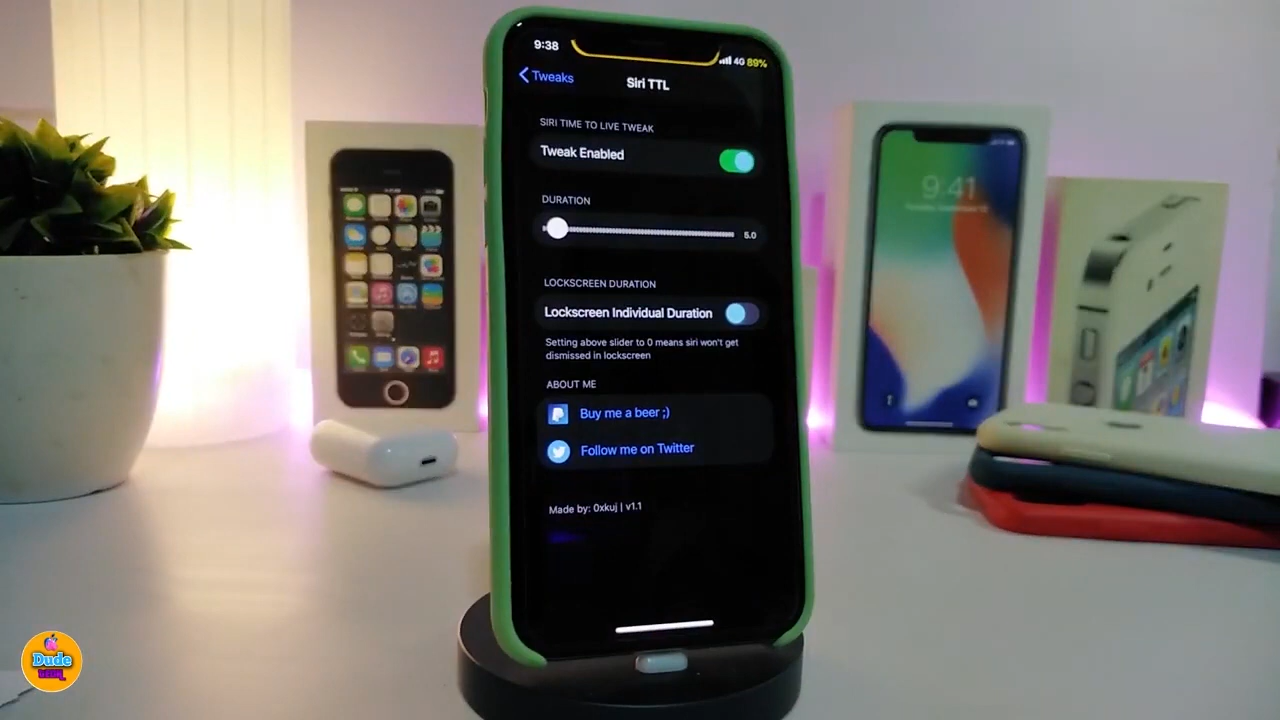 9:38
4G 89%
Tweaks
Siri TTL
SIRI TIME TO LIVE TWEAK
Tweak Enabled
DURATION
5.0
LOCKSCREEN DURATION
Lockscreen Individual Duration
Setting above slider to 0 means siri won't get
dismissed in lockscreen
ABOUT ME
Buy me a beer ;)
Follow me on Twitter
Made by: 0xkuj | v1.1
9:41
Dude